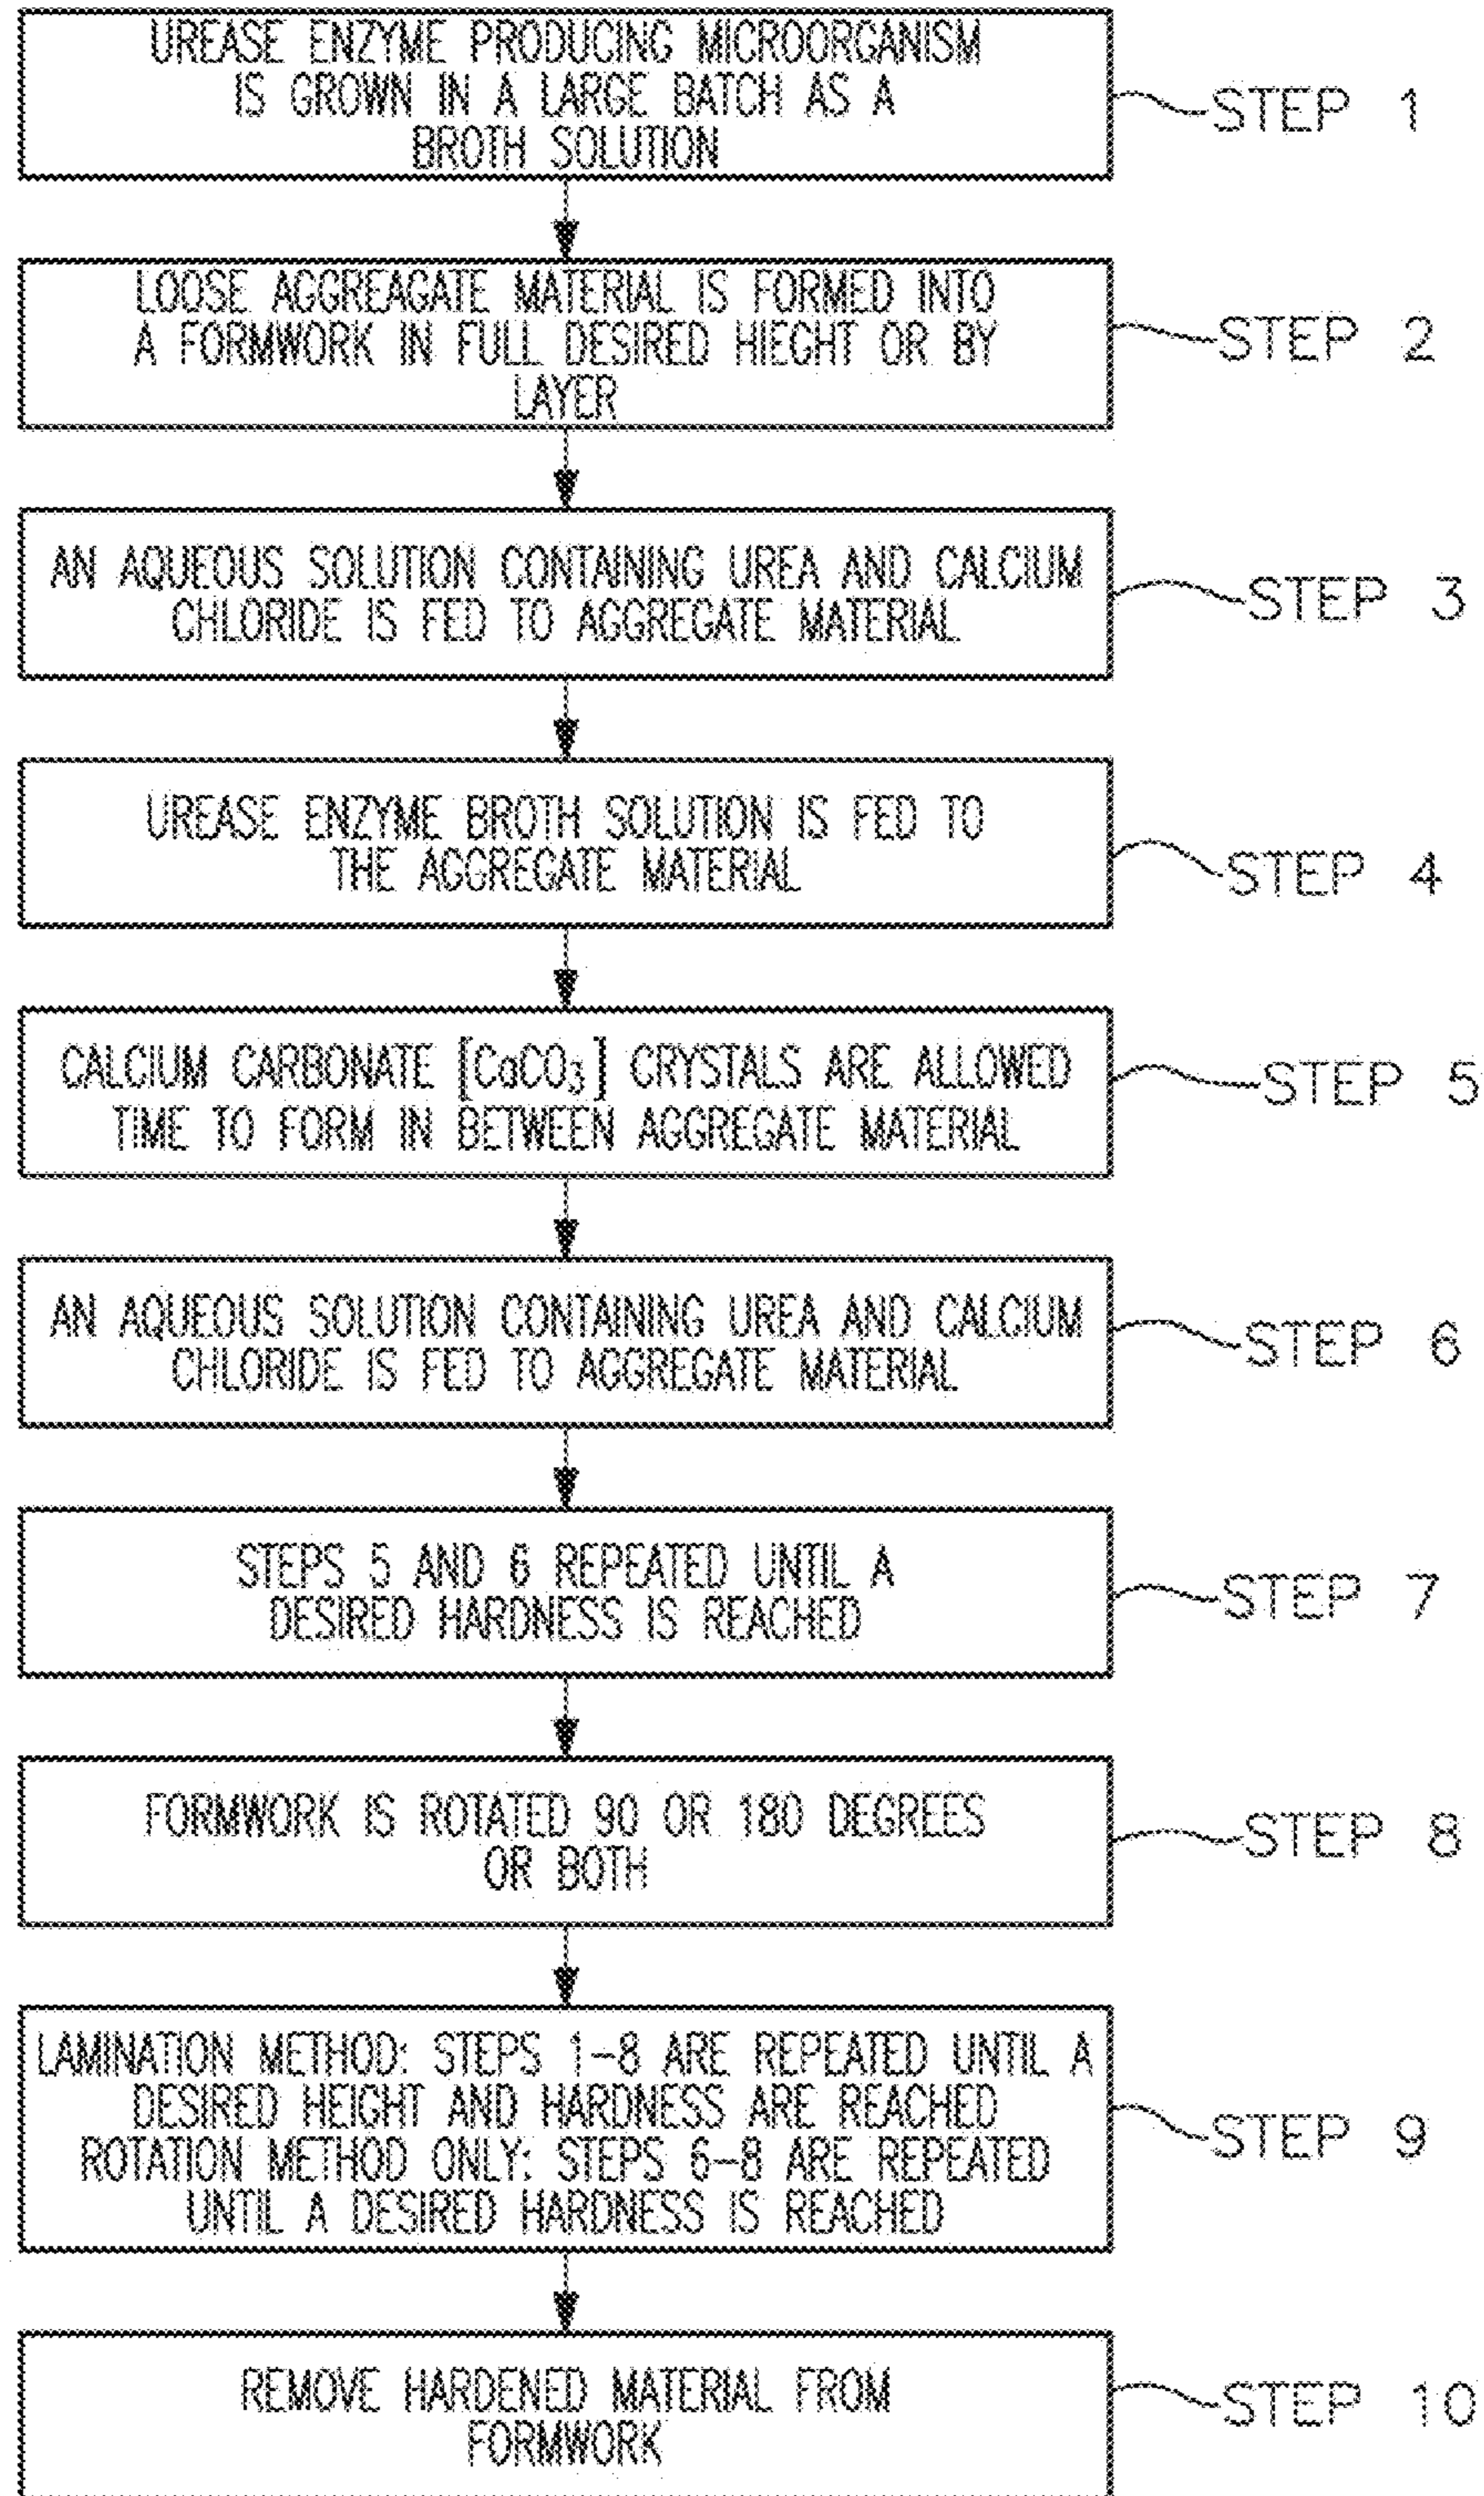 UREASE ENZYME PRODUCING MICROORGANISM
IS GROWN IN A LARGE BATCH AS A
BROTH SOLUTION
STEP 1
LOOSE AGGREAGATE MATERIAL IS FORMED INTO
A FORMWORK IN FULL DESIRED HIEGHT OR BY
LAYER
STEP 2
AN AQUEOUS SOLUTION CONTAINING UREA AND CALCIUM
CHLORIDE IS FED TO AGGREGATE MATERIAL
STEP 3
UREASE ENZYME BROTH SOLUTION IS FED TO
THE AGGREGATE MATERIAL
STEP 4
CALCIUM CARBONATE [CaCO₃] CRYSTALS ARE ALLOWED
TIME TO FORM IN BETWEEN AGGREGATE MATERIAL
STEP 5
AN AQUEOUS SOLUTION CONTAINING UREA AND CALCIUM
CHLORIDE IS FED TO AGGREGATE MATERIAL
STEP 6
STEPS 5 AND 6 REPEATED UNTIL A
DESIRED HARDNESS IS REACHED
STEP 7
FORMWORK IS ROTATED 90 OR 180 DEGREES
OR BOTH
STEP 8
LAMINATION METHOD: STEPS 1-8 ARE REPEATED UNTIL A
DESIRED HEIGHT AND HARDNESS ARE REACHED
ROTATION METHOD ONLY: STEPS 6-8 ARE REPEATED
UNTIL A DESIRED HARDNESS IS REACHED
STEP 9
REMOVE HARDENED MATERIAL FROM
FORMWORK
STEP 10